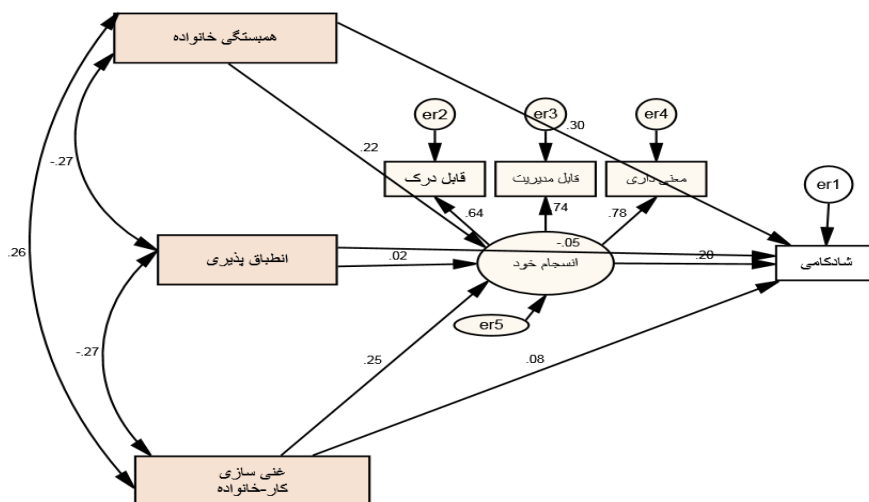 همبستگی خانواده
er2
er3
er4
.30
-.27
.22
قابل درک
قابل مدیریت
معنی داری
er1
.64
.74
.78
.26
انطباق پذیری
.02
انسجام خود
-.05
.20
شادکامی
er5
-.27
.25
.08
غنی سازی
کار-خانواده